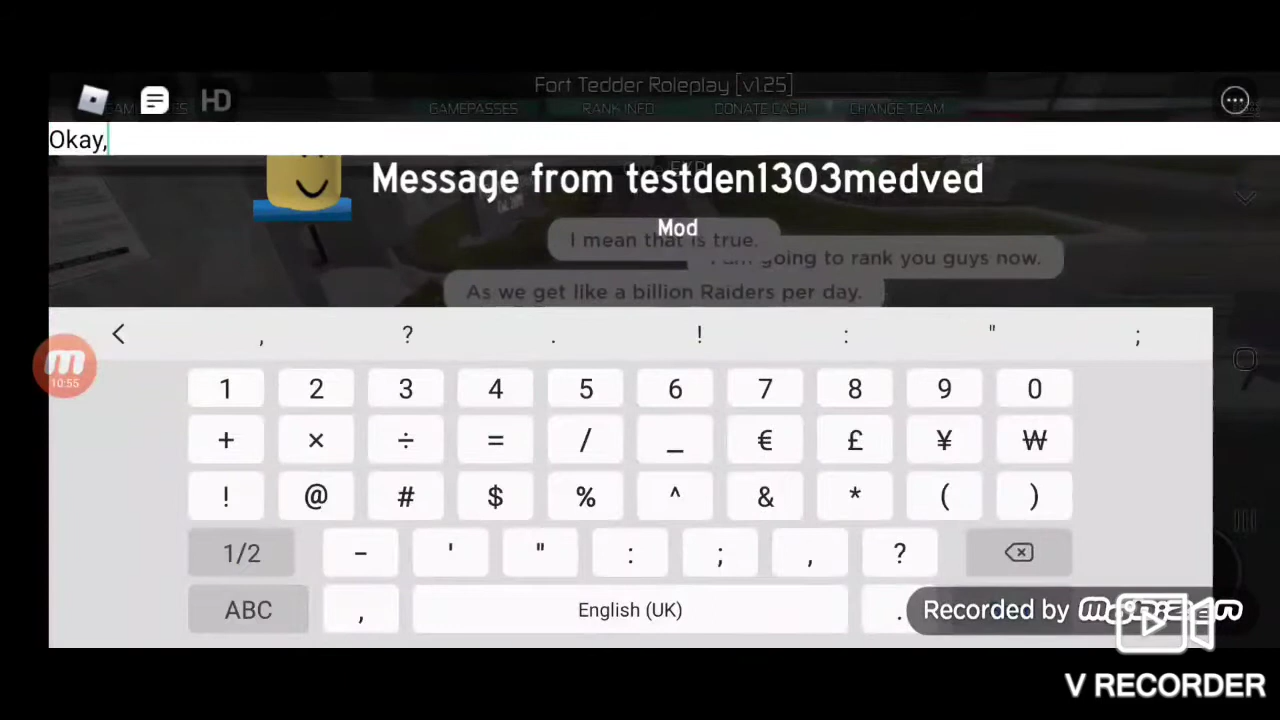 Fort Tedder Roleplay [v1.25]
HD
GAMEPASSES RANK INFO DONATE CASH CHANGE TEAM
Okay,
Message from testden1303medved
Mod
I mean that is true.
going to rank you guys now.
As we get like a billion Raiders per day.
< , ? . ! : " ;
10:55
1 2 3 4 5 6 7 8 9 0
+ × ÷ = / _ € £ ¥ ₩
! @ # $ % ^ & * ( )
1/2 - ' " : ; , ?
ABC , English (UK) .
Recorded by
V RECORDER